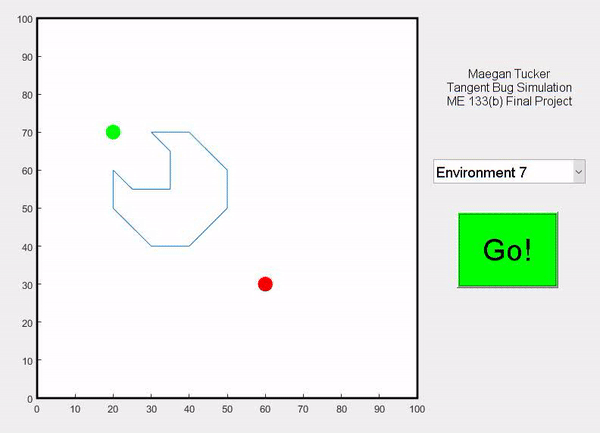 Maegan Tucker
Tangent Bug Simulation
ME 133(b) Final Project
Environment 7
Go!
100
90
80
70
60
50
40
30
20
10
0
0 10 20 30 40 50 60 70 80 90 100